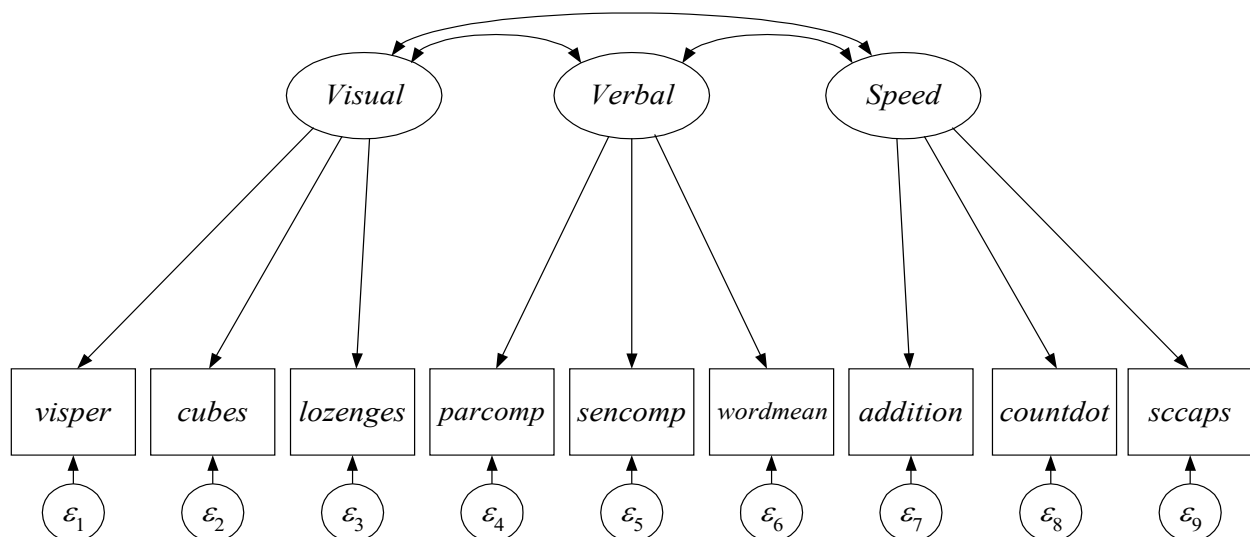 Visual Verbal Speed
visper cubes lozenges parcomp sencomp wordmean addition countdot sccaps
ε₁ ε₂ ε₃ ε₄ ε₅ ε₆ ε₇ ε₈ ε₉